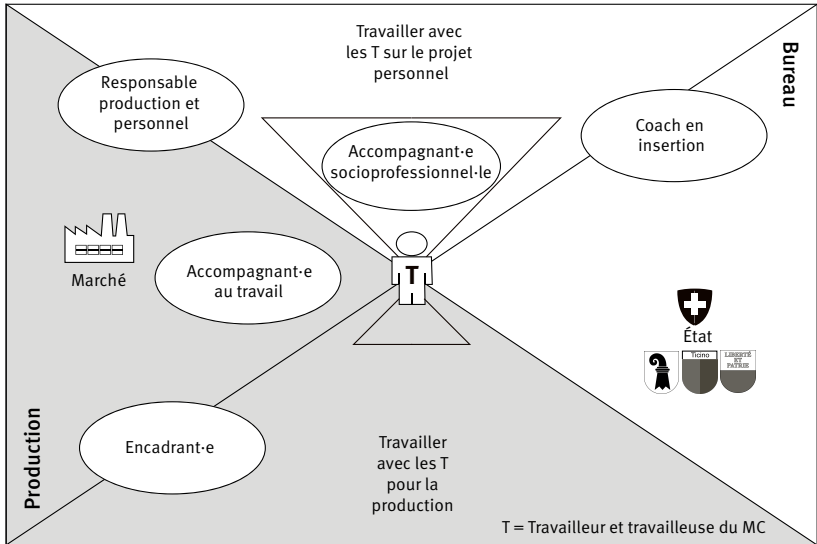 Travailler avec
les T sur le projet
personnel
Bureau
Responsable
production et
personnel
Coach en
insertion
Accompagnant·e
socioprofessionnel·le
Accompagnant·e
au travail
T
Marché
État
Ticino
LIBERTÉ
ET
PATRIE
Production
Encadrant·e
Travailler
avec les T
pour la
production
T = Travailleur et travailleuse du MC